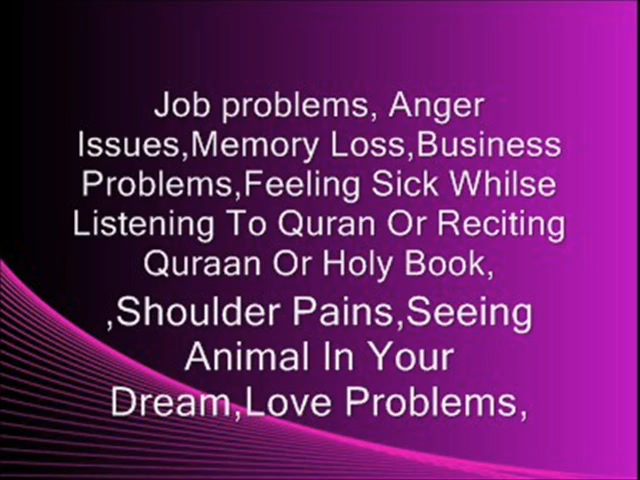 Job problems, Anger
Issues,Memory Loss,Business
Problems,Feeling Sick Whilse
Listening To Quran Or Reciting
Quraan Or Holy Book,
,Shoulder Pains,Seeing
Animal In Your
Dream,Love Problems,